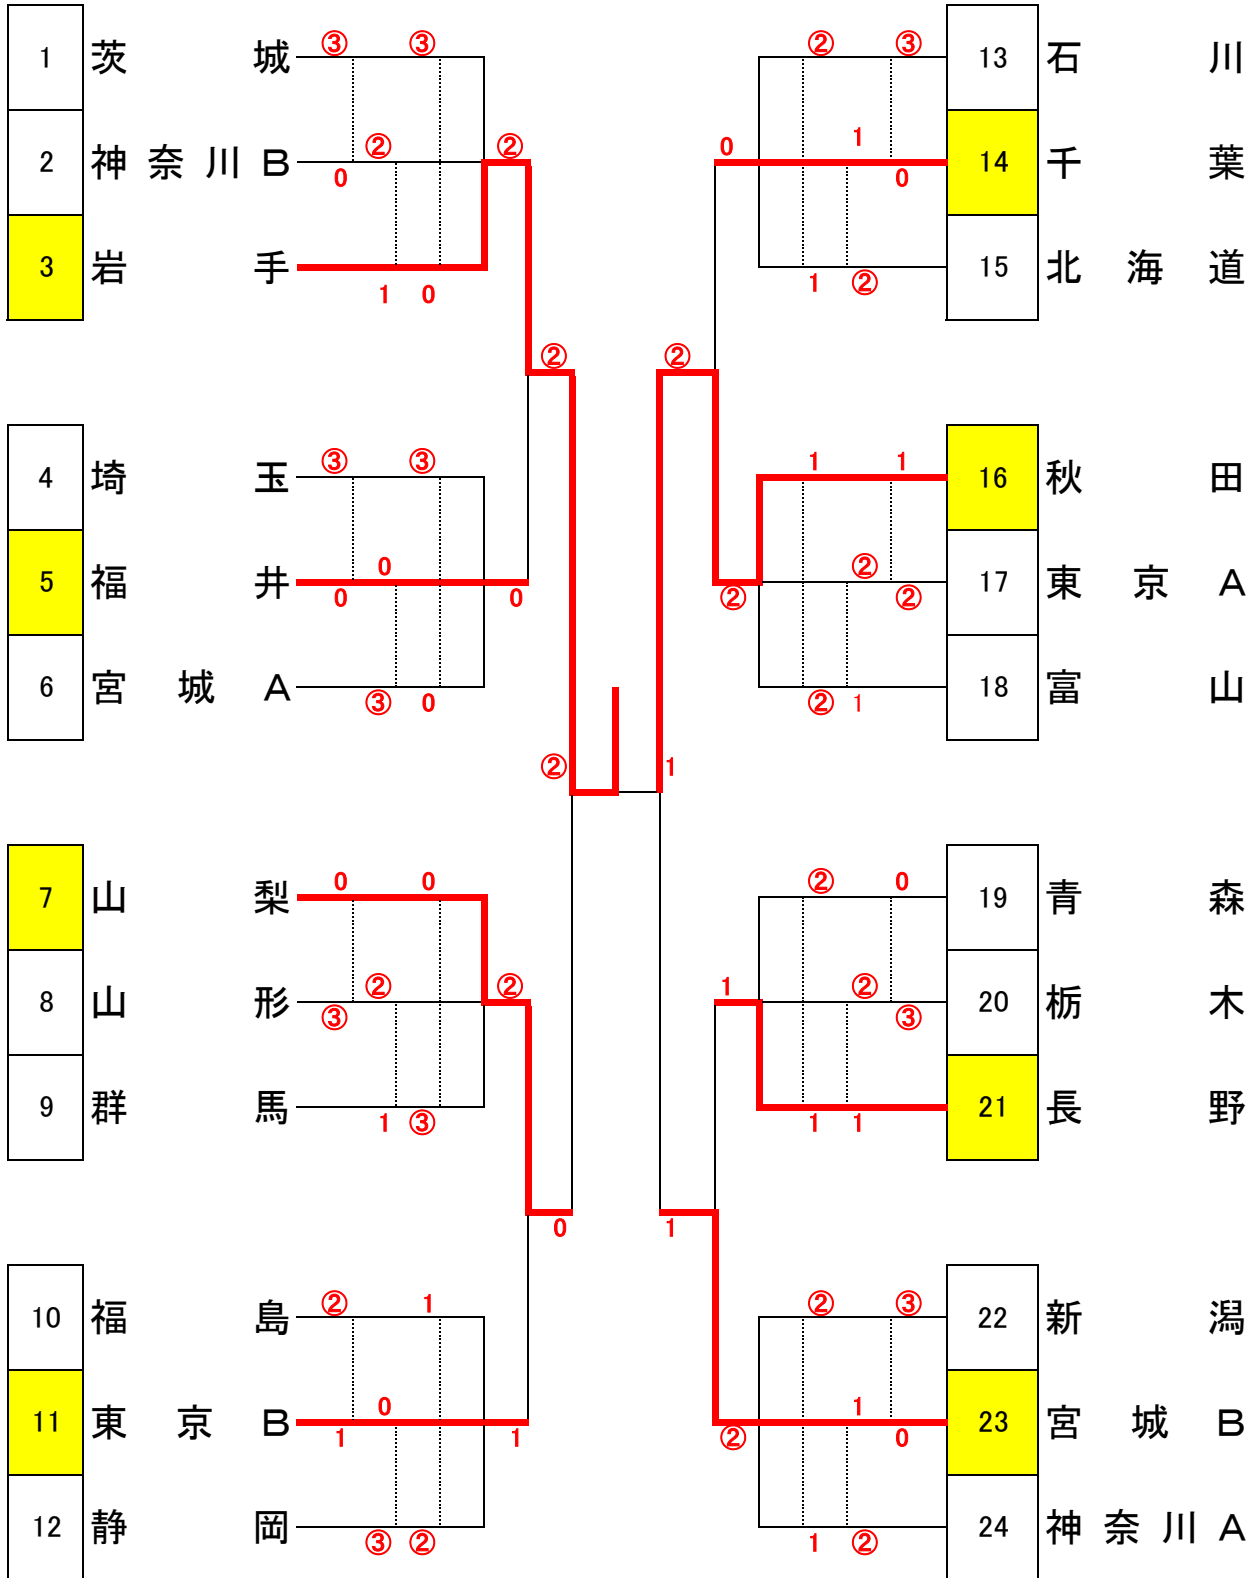 ③ ③ ② ③
1 茨城 13 石川
② ② 0 1
2 神奈川B 14 千葉
0 0
3 岩手 15 北海道
1 0 1 ②
② ②
③ ③ 1 1
4 埼玉 16 秋田
0 ②
5 福井 17 東京A
0 0 ② ②
6 宮城A 18 富山
③ 0 ② 1
② 1
0 0 ② 0
7 山梨 19 青森
② ② 1 ②
8 山形 20 栃木
③ ③
9 群馬 21 長野
1 ③ 1 1
0 1
② 1 ② ③
10 福島 22 新潟
0 1
11 東京B 23 宮城B
1 1 ② 0
12 静岡 24 神奈川A
③ ② 1 ②